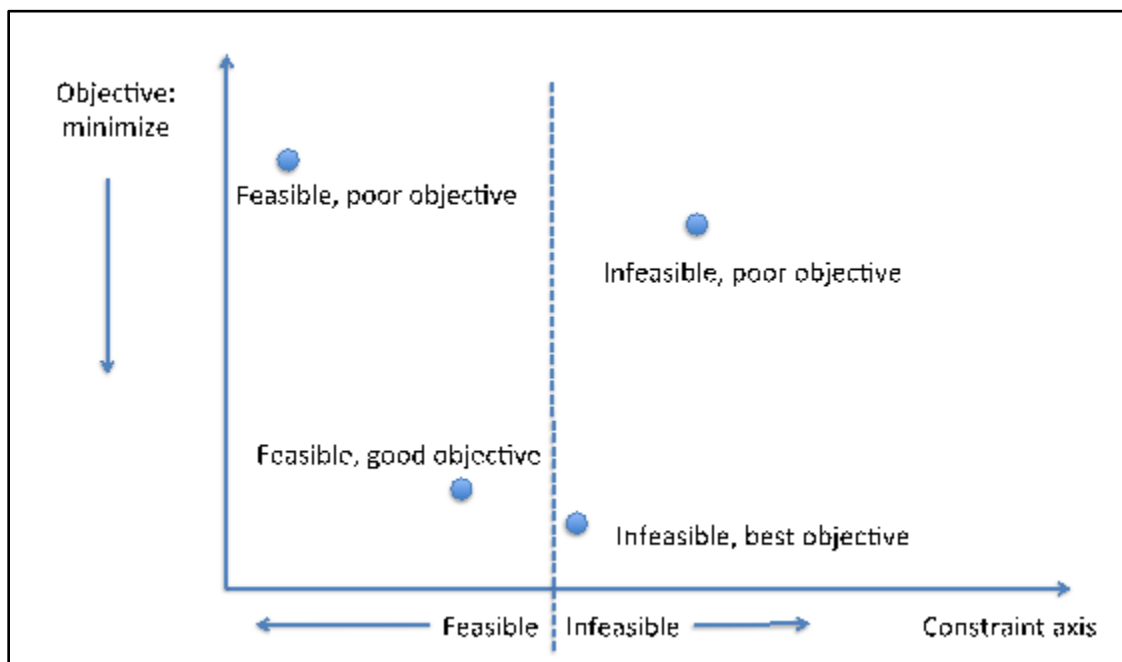 Objective:
minimize
Feasible, poor objective
Infeasible, poor objective
Feasible, good objective
Infeasible, best objective
Feasible Infeasible Constraint axis